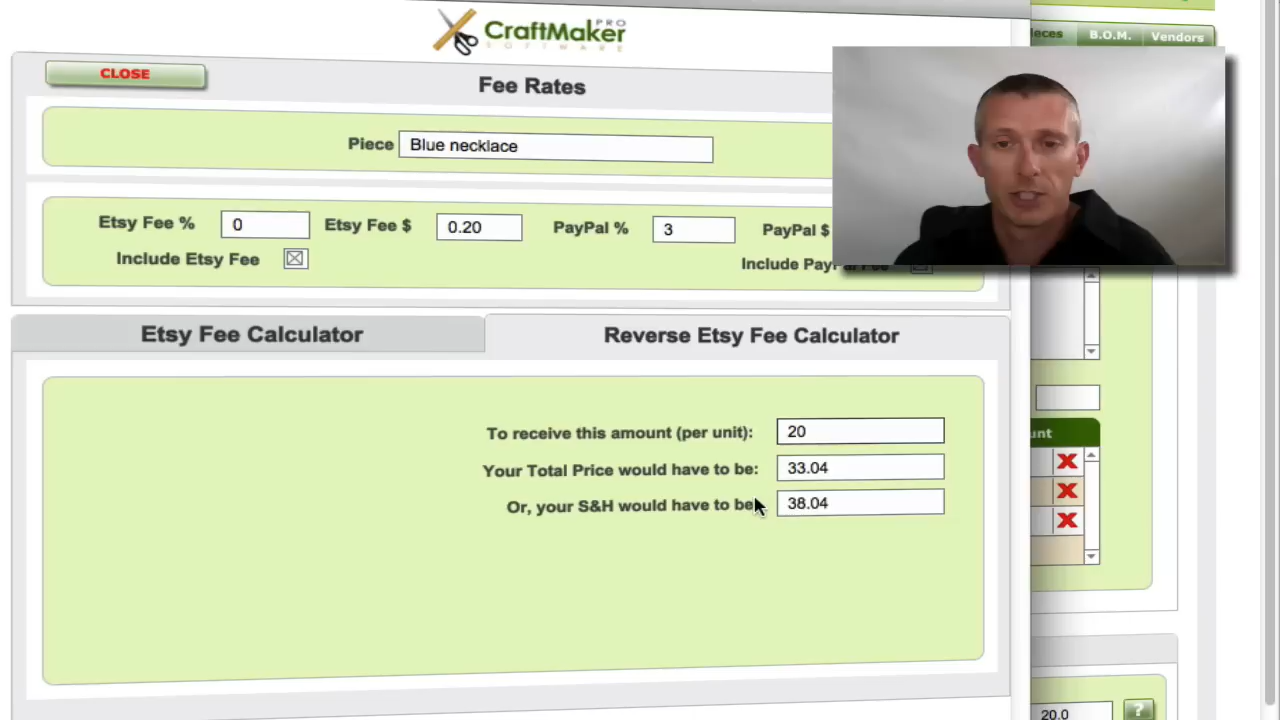 CraftMaker PRO
SOFTWARE
B.O.M.
Vendors
CLOSE
Fee Rates
Piece Blue necklace
Etsy Fee % 0 Etsy Fee $ 0.20 PayPal % 3 PayPal $
Include Etsy Fee
Include PayPal Fee
Etsy Fee Calculator
Reverse Etsy Fee Calculator
To receive this amount (per unit): 20
Your Total Price would have to be: 33.04
Or, your S&H would have to be 38.04
20.0 ?